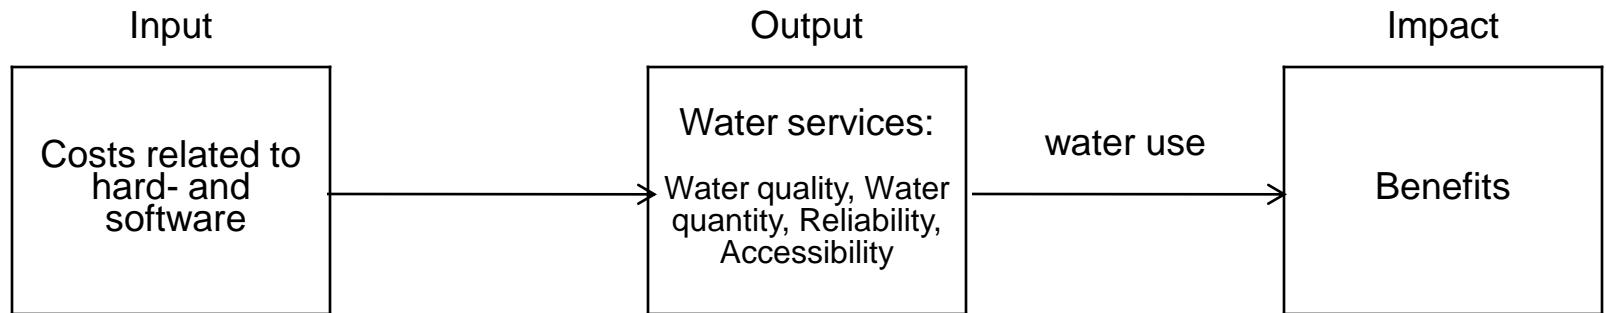 Input
Output
Impact
Costs related to
hard- and
software
Water services:
Water quality, Water
quantity, Reliability,
Accessibility
water use
Benefits